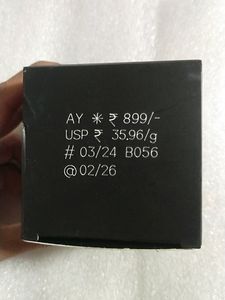 AY * ₹ 899/-
USP ₹ 35.96/g
# 03/24 B056
@ 02/26